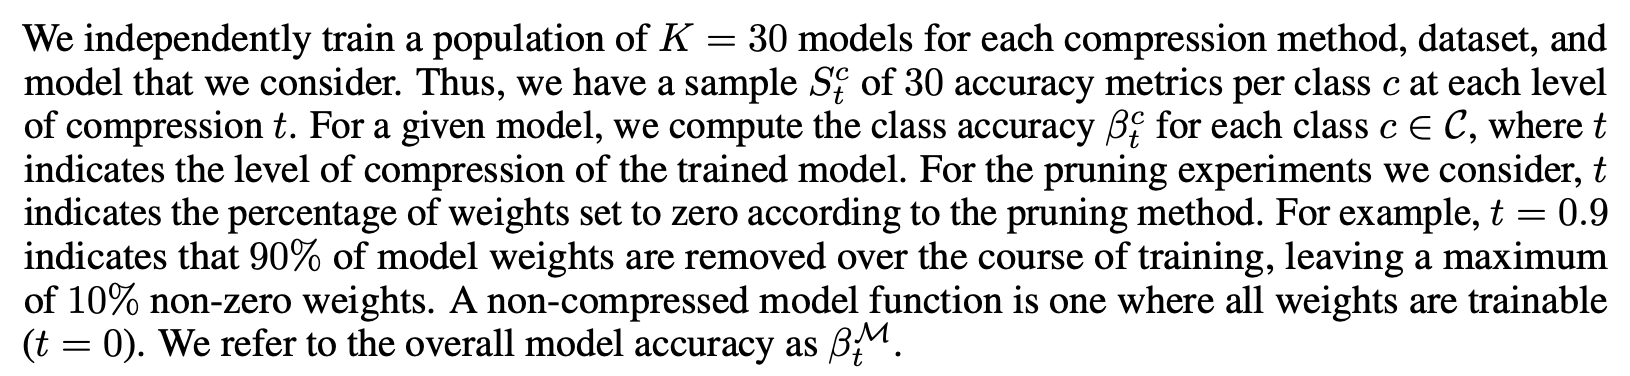 We independently train a population of K = 30 models for each compression method, dataset, and
model that we consider. Thus, we have a sample $S_t^c$ of 30 accuracy metrics per class c at each level
of compression t. For a given model, we compute the class accuracy $\beta_t^c$ for each class c ∈ $\mathcal{C}$, where t
indicates the level of compression of the trained model. For the pruning experiments we consider, t
indicates the percentage of weights set to zero according to the pruning method. For example, t = 0.9
indicates that 90% of model weights are removed over the course of training, leaving a maximum
of 10% non-zero weights. A non-compressed model function is one where all weights are trainable
(t = 0). We refer to the overall model accuracy as $\beta_t^{\mathcal{M}}$.